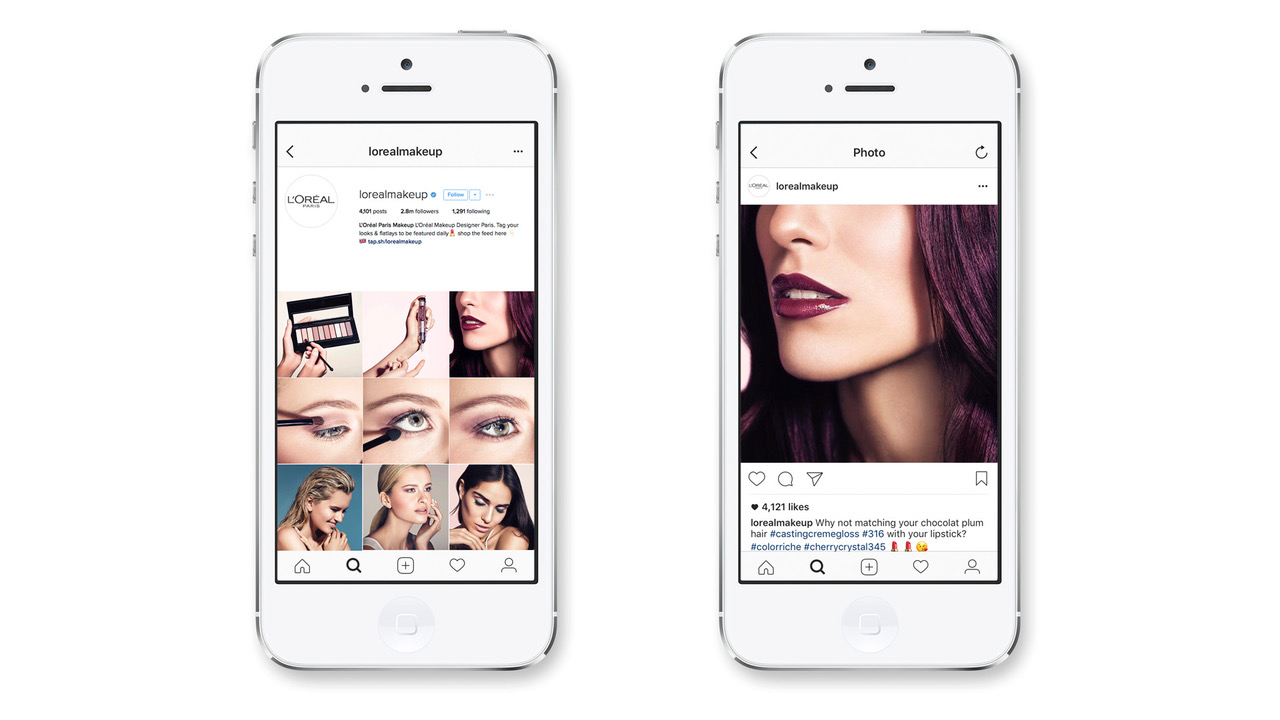 lorealmakeup
L'ORÉAL
PARIS
lorealmakeup Follow
4,101 posts 2.8m followers 1,291 following
L'Oréal Paris Makeup L'Oréal Makeup Designer Paris. Tag your
looks & flatlays to be featured daily💄 shop the feed here 👇🏻
🇬🇧 tap.sh/lorealmakeup
Photo
L'ORÉAL
lorealmakeup
4,121 likes
lorealmakeup Why not matching your chocolat plum
hair #castingcremegloss #316 with your lipstick?
#colorriche #cherrycrystal345 💄 💄 😘